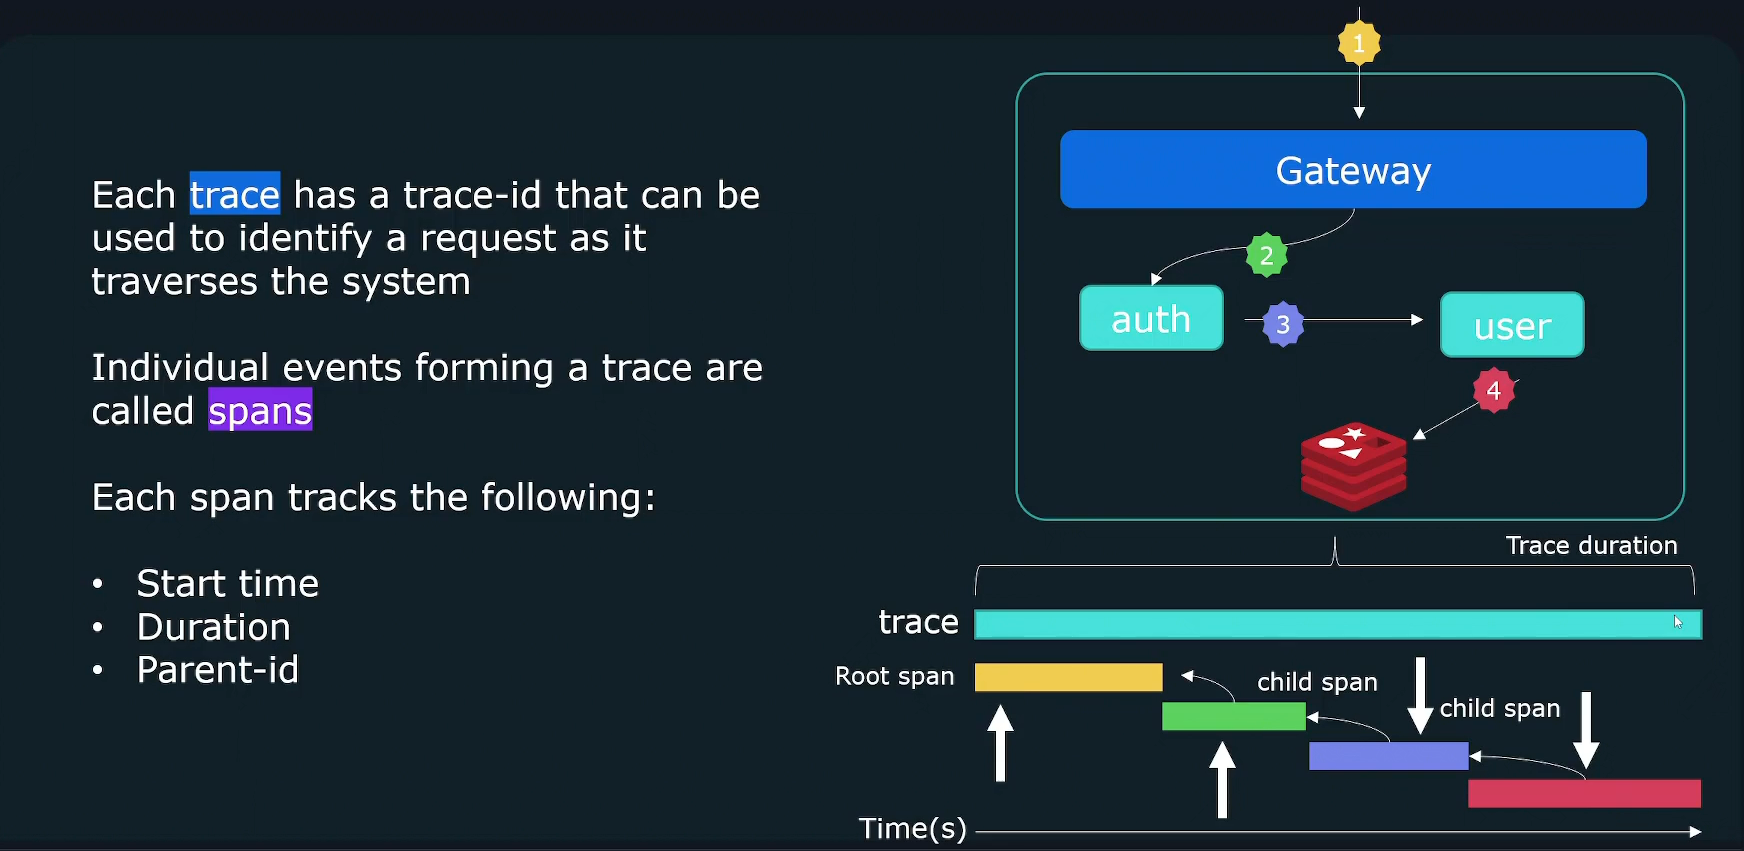 Each trace has a trace-id that can be
used to identify a request as it
traverses the system
Individual events forming a trace are
called spans
Each span tracks the following:
• Start time
• Duration
• Parent-id
1
Gateway
2
auth
3
user
4
Trace duration
trace
Root span
child span
child span
Time(s)